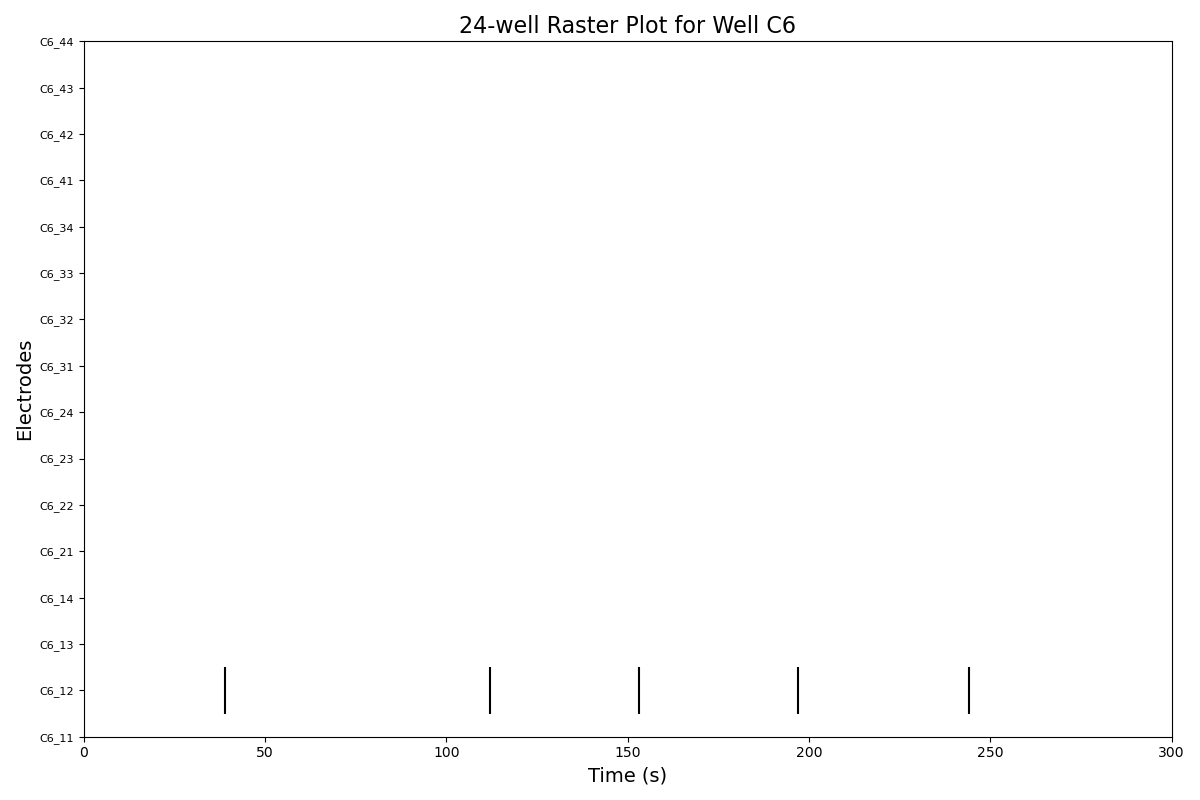 24-well Raster Plot for Well C6
C6_44
C6_43
C6_42
C6_41
C6_34
C6_33
C6_32
C6_31
C6_24
C6_23
C6_22
C6_21
C6_14
C6_13
C6_12
C6_11
Electrodes
0 50 100 150 200 250 300
Time (s)